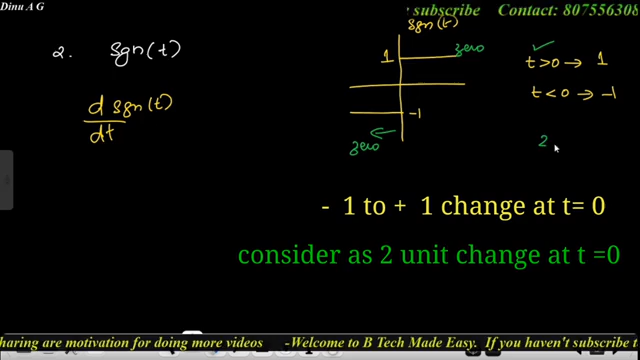 Dinu A G
subscribe Contact: 807556308
2. Sgn(t)
d sgn(t)
dt
sgn(t)
1
zero
-1
zero
t>0 → 1
t<0 → -1
2
- 1 to + 1 change at t= 0
consider as 2 unit change at t =0
haring are motivation for doing more videos -Welcome to B Tech Made Easy. If you haven't subscribe t